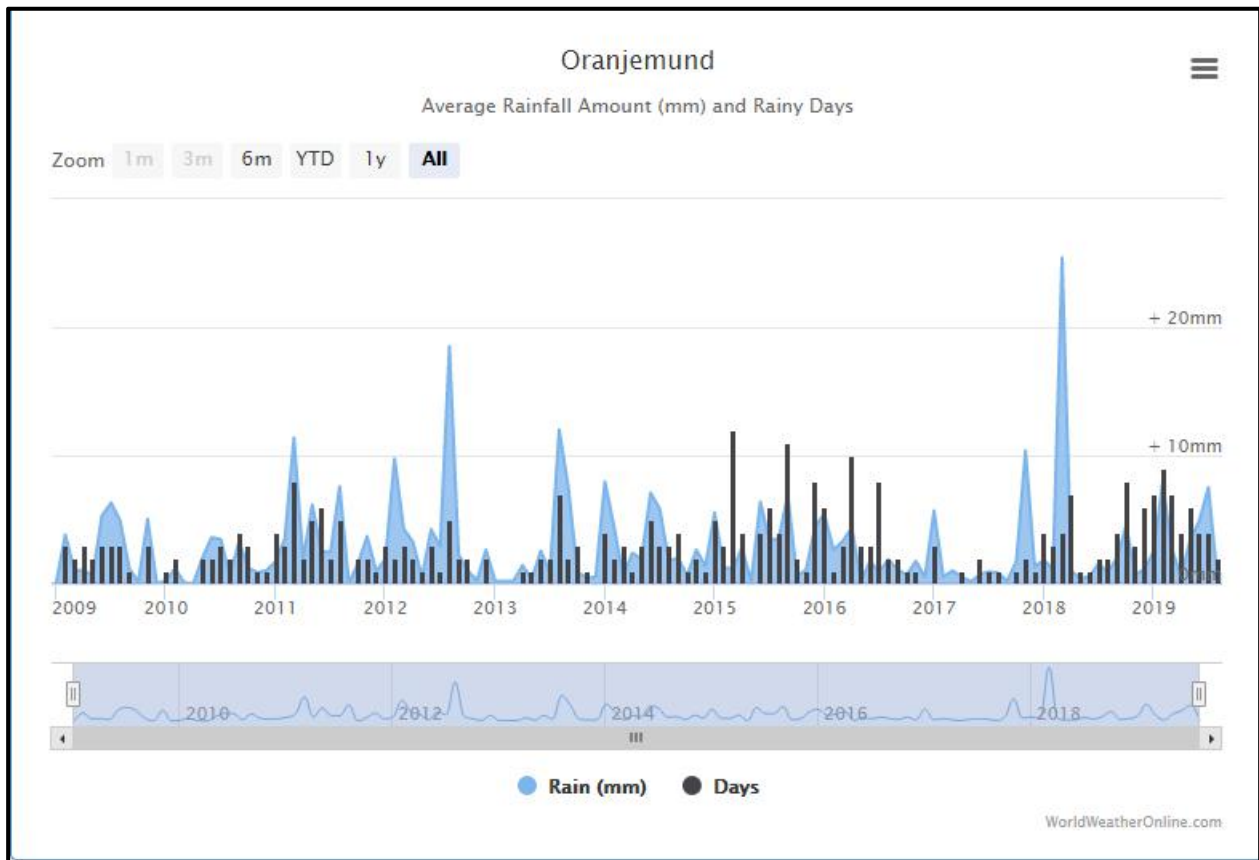 Oranjemund
Average Rainfall Amount (mm) and Rainy Days
Zoom 1m 3m 6m YTD 1y All
+ 20mm
+ 10mm
0mm
2009 2010 2011 2012 2013 2014 2015 2016 2017 2018 2019
2010 2012 2014 2016 2018
Rain (mm) Days
WorldWeatherOnline.com